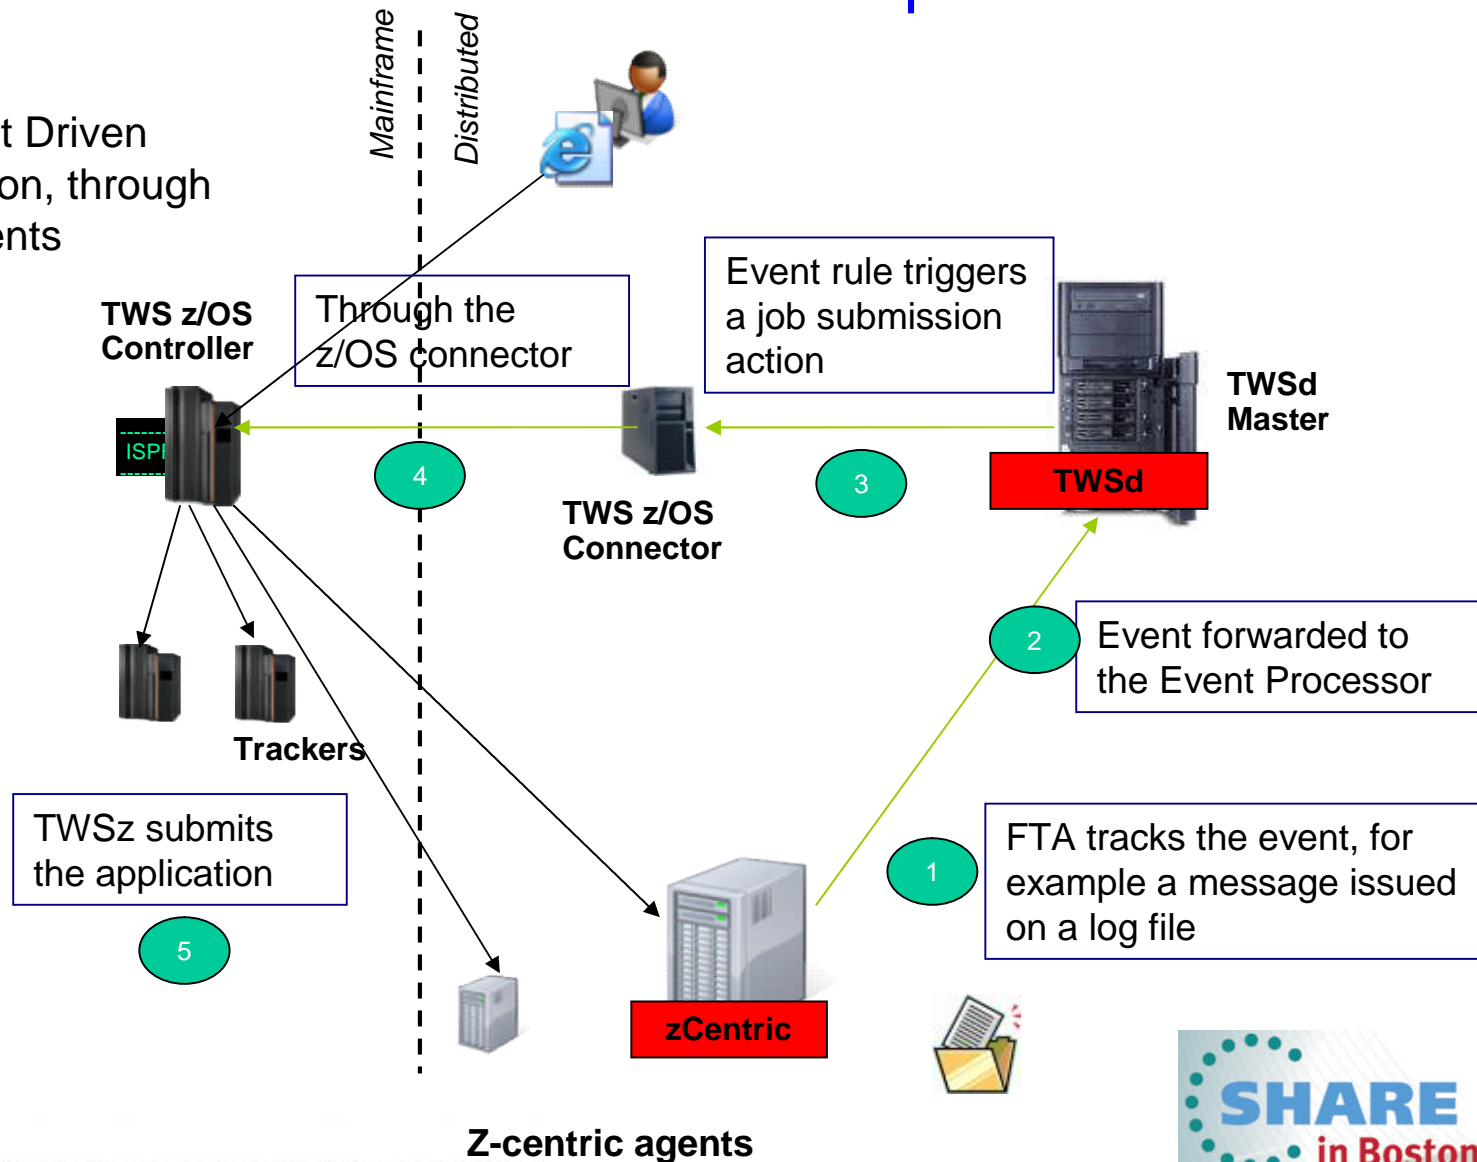 Mainframe
Distributed
t Driven
on, through
ents
TWS z/OS
Controller
Through the
z/OS connector
Event rule triggers
a job submission
action
TWSd
Master
ISP
4
3
TWSd
TWS z/OS
Connector
2
Event forwarded to
the Event Processor
Trackers
TWSz submits
the application
5
1
FTA tracks the event, for
example a message issued
on a log file
zCentric
Z-centric agents
SHARE
in Boston